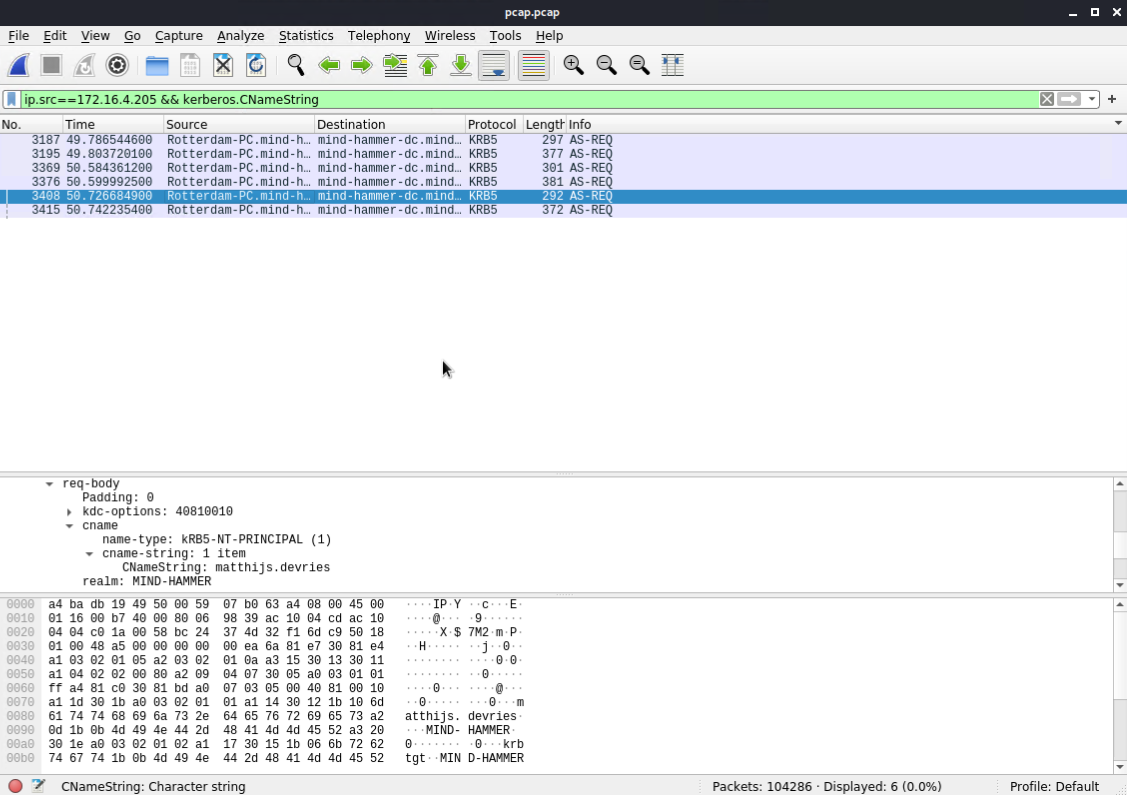 pcap.pcap
File Edit View Go Capture Analyze Statistics Telephony Wireless Tools Help
ip.src==172.16.4.205 && kerberos.CNameString
No. Time Source Destination Protocol Length Info
3187 49.786544600 Rotterdam-PC.mind-h… mind-hammer-dc.mind… KRB5 297 AS-REQ
3195 49.803720100 Rotterdam-PC.mind-h… mind-hammer-dc.mind… KRB5 377 AS-REQ
3369 50.584361200 Rotterdam-PC.mind-h… mind-hammer-dc.mind… KRB5 301 AS-REQ
3376 50.599992500 Rotterdam-PC.mind-h… mind-hammer-dc.mind… KRB5 381 AS-REQ
3408 50.726684900 Rotterdam-PC.mind-h… mind-hammer-dc.mind… KRB5 292 AS-REQ
3415 50.742235400 Rotterdam-PC.mind-h… mind-hammer-dc.mind… KRB5 372 AS-REQ
req-body
Padding: 0
kdc-options: 40810010
cname
name-type: kRB5-NT-PRINCIPAL (1)
cname-string: 1 item
CNameString: matthijs.devries
realm: MIND-HAMMER
0000 a4 ba db 19 49 50 00 59 07 b0 63 a4 08 00 45 00 ····IP·Y ··c···E·
0010 01 16 00 b7 40 00 80 06 98 39 ac 10 04 cd ac 10 ····@··· ·9······
0020 04 04 c0 1a 00 58 bc 24 37 4d 32 f1 6d c9 50 18 ·····X·$ 7M2·m·P·
0030 01 00 48 a5 00 00 00 00 ea 6a 81 e7 30 81 e4 ··H····· ··j··0··
0040 a1 03 02 01 05 a2 03 02 01 0a a3 15 30 13 30 11 ········ ····0·0·
0050 a1 04 02 02 00 80 a2 09 04 07 30 05 a0 03 01 01 ········ ··0·····
0060 ff a4 81 c0 30 81 bd a0 07 03 05 00 40 81 00 10 ····0··· ····@···
0070 a1 1d 30 1b a0 03 02 01 01 a1 14 30 12 1b 10 6d ··0····· ···0···m
0080 61 74 74 68 69 6a 73 2e 64 65 76 72 69 65 73 a2 atthijs. devries·
0090 0d 1b 0b 4d 49 4e 44 2d 48 41 4d 4d 45 52 a3 20 ···MIND- HAMMER·
00a0 30 1e a0 03 02 01 02 a1 17 30 15 1b 06 6b 72 62 0······· ·0···krb
00b0 74 67 74 1b 0b 4d 49 4e 44 2d 48 41 4d 4d 45 52 tgt··MIN D-HAMMER
CNameString: Character string Packets: 104286 · Displayed: 6 (0.0%) Profile: Default